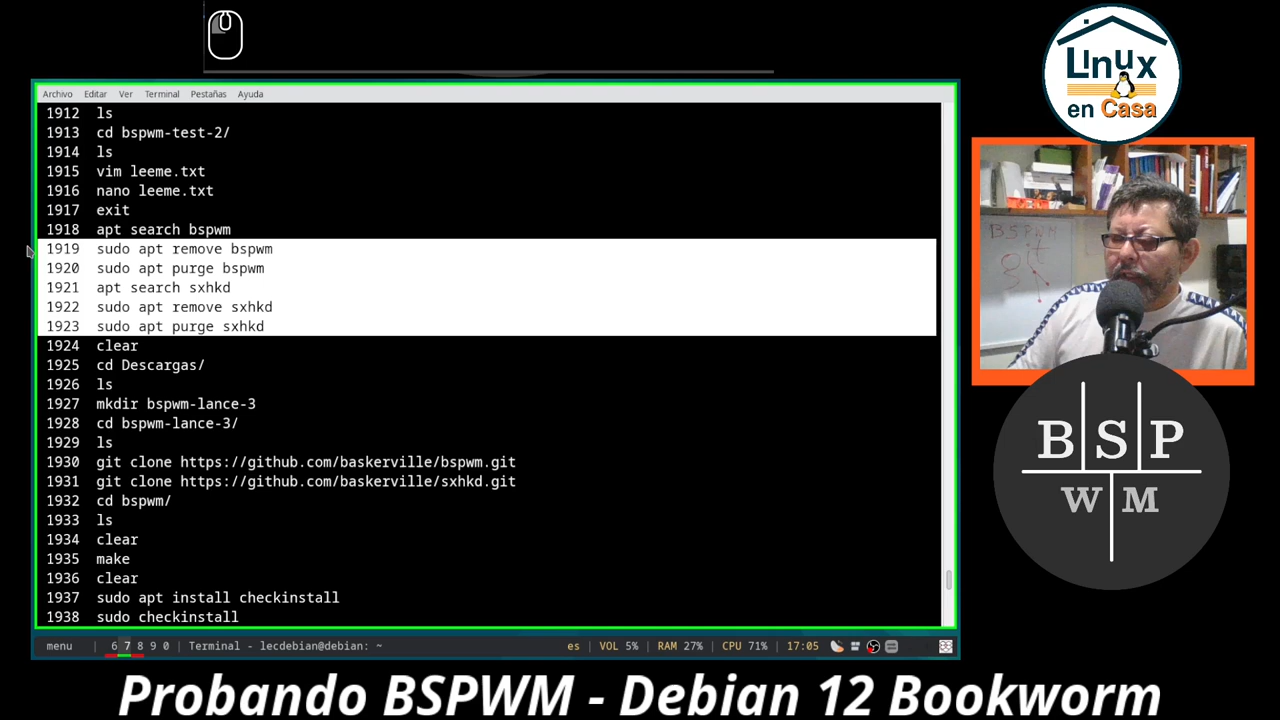 Linux
en Casa
Archivo Editar Ver Terminal Pestañas Ayuda
1912 ls
1913 cd bspwm-test-2/
1914 ls
1915 vim leeme.txt
1916 nano leeme.txt
1917 exit
1918 apt search bspwm
1919 sudo apt remove bspwm
1920 sudo apt purge bspwm
1921 apt search sxhkd
1922 sudo apt remove sxhkd
1923 sudo apt purge sxhkd
1924 clear
1925 cd Descargas/
1926 ls
1927 mkdir bspwm-lance-3
1928 cd bspwm-lance-3/
1929 ls
1930 git clone https://github.com/baskerville/bspwm.git
1931 git clone https://github.com/baskerville/sxhkd.git
1932 cd bspwm/
1933 ls
1934 clear
1935 make
1936 clear
1937 sudo apt install checkinstall
1938 sudo checkinstall
menu | 6 7 8 9 0 | Terminal - lecdebian@debian: ~ es | VOL 5% | RAM 27% | CPU 71% | 17:05
BSPWM
git
BSP
WM
Probando BSPWM - Debian 12 Bookworm